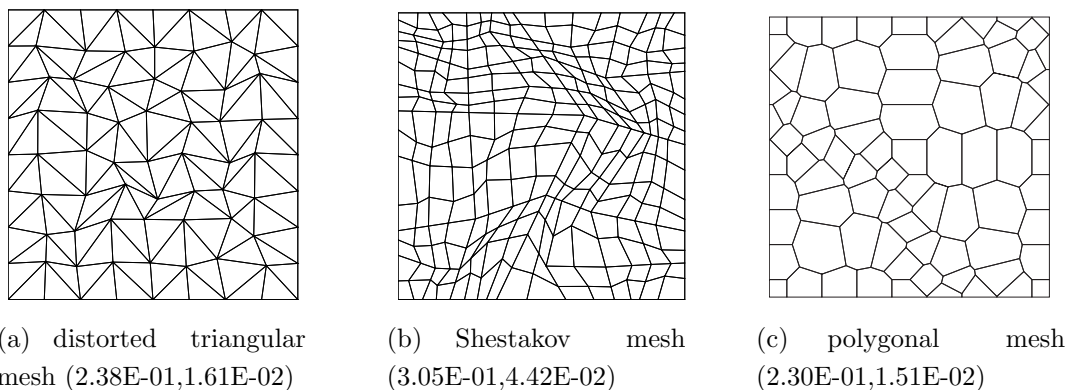 (a) distorted triangular
mesh (2.38E-01,1.61E-02)
(b) Shestakov mesh
(3.05E-01,4.42E-02)
(c) polygonal mesh
(2.30E-01,1.51E-02)